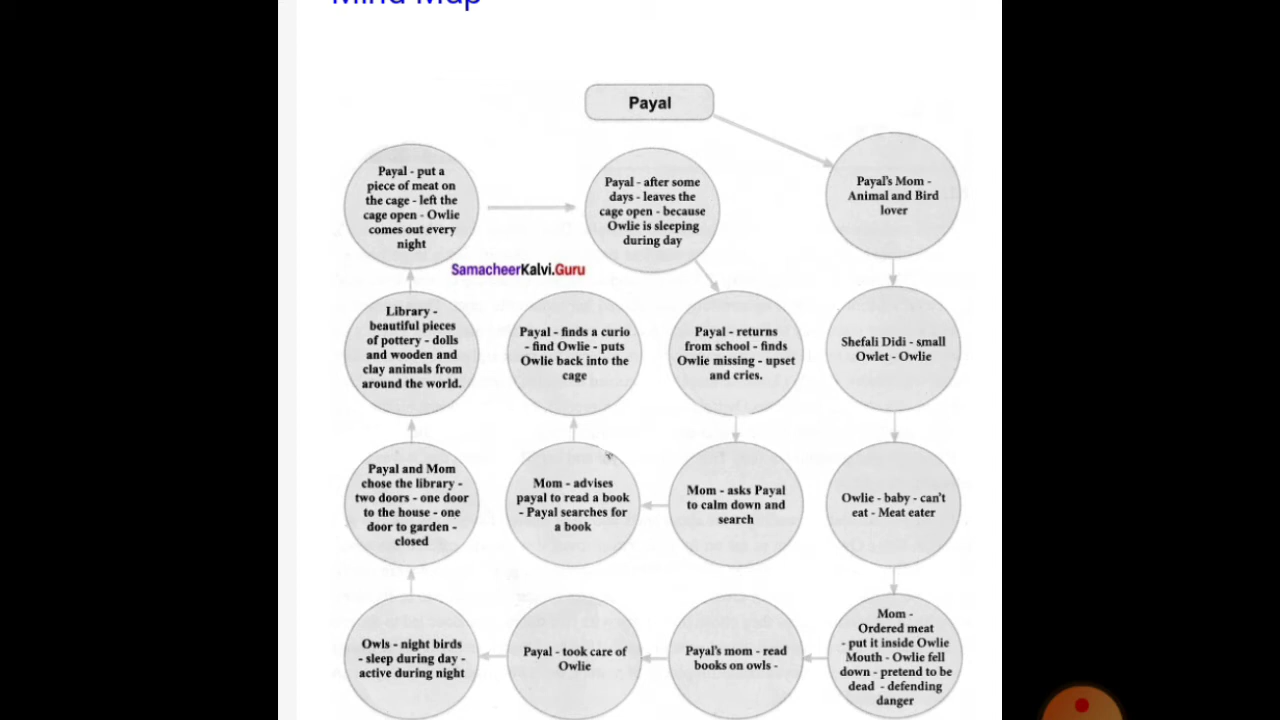 Mind Map
Payal
Payal - put a
piece of meat on
the cage - left the
cage open - Owlie
comes out every
night
Payal - after some
days - leaves the
cage open - because
Owlie is sleeping
during day
Payal's Mom -
Animal and Bird
lover
SamacheerKalvi.Guru
Library -
beautiful pieces
of pottery - dolls
and wooden and
clay animals from
around the world.
Payal - finds a curio
- find Owlie - puts
Owlie back into the
cage
Payal - returns
from school - finds
Owlie missing - upset
and cries.
Shefali Didi - small
Owlet - Owlie
Payal and Mom
chose the library -
two doors - one door
to the house - one
door to garden -
closed
Mom - advises
payal to read a book
- Payal searches for
a book
Mom - asks Payal
to calm down and
search
Owlie - baby - can't
eat - Meat eater
Owls - night birds
- sleep during day -
active during night
Payal - took care of
Owlie
Payal's mom - read
books on owls -
Mom -
Ordered meat
- put it inside Owlie
Mouth - Owlie fell
down - pretend to be
dead - defending
danger